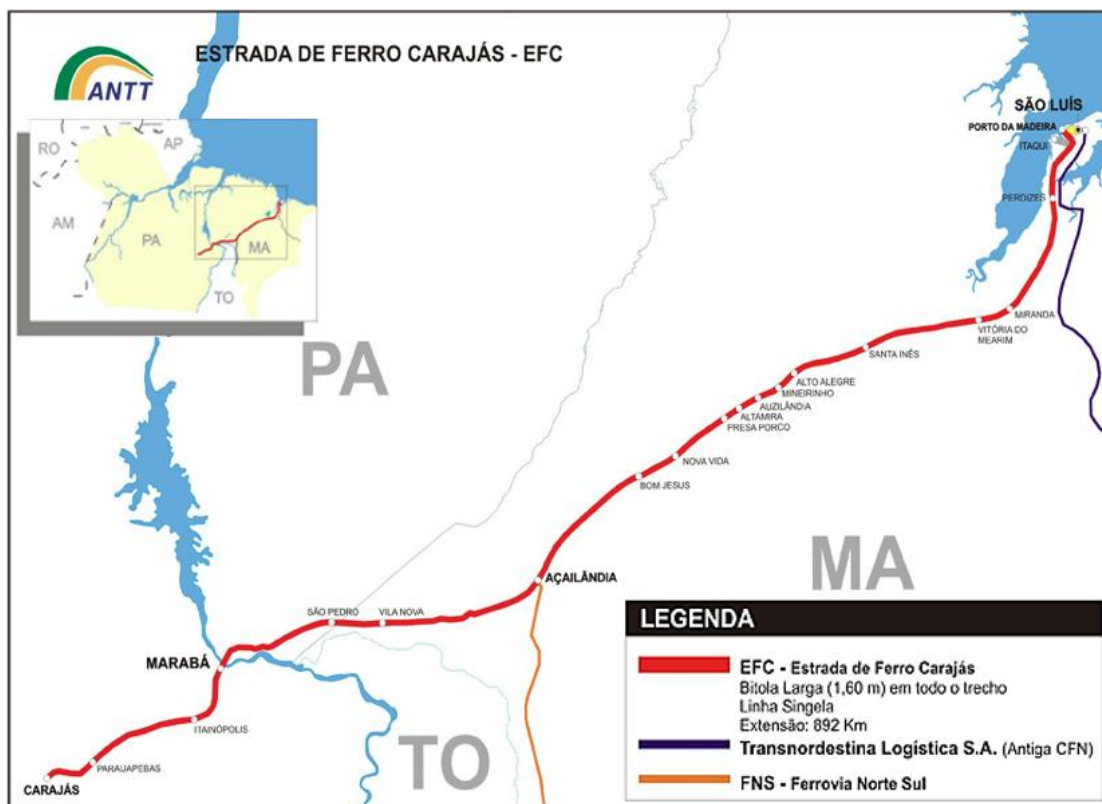 ESTRADA DE FERRO CARAJÁS - EFC
ANTT
RO
AP
AM
PA
MA
TO
SÃO LUÍS
PORTO DA MADEIRA
ITAQUI
PERDIZES
MIRANDA
VITÓRIA DO
MEARIM
SANTA INÊS
ALTO ALEGRE
MINEIRINHO
AUZILÂNDIA
ALTAMIRA
PRESA PORCO
NOVA VIDA
BOM JESUS
PA
MA
AÇAILÂNDIA
SÃO PEDRO
VILA NOVA
MARABÁ
ITAINÓPOLIS
TO
PARAUAPEBAS
CARAJÁS
LEGENDA
EFC - Estrada de Ferro Carajás
Bitola Larga (1,60 m) em todo o trecho
Linha Singela
Extensão: 892 Km
Transnordestina Logística S.A. (Antiga CFN)
FNS - Ferrovia Norte Sul